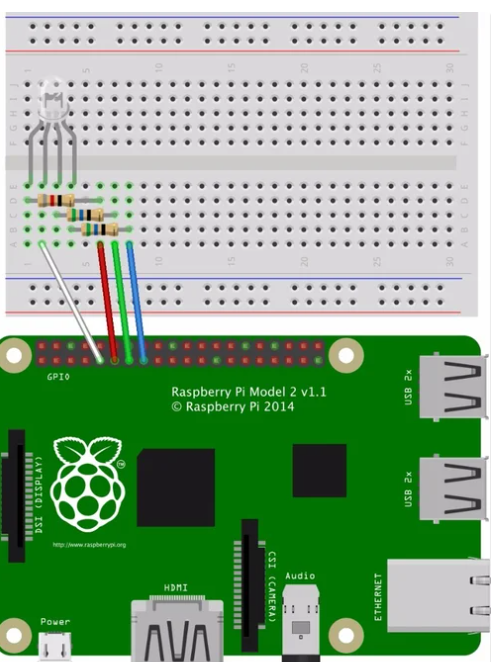 1 5 10 15 20 25 30
J
I
H
G
F
E
D
C
B
A
1 5 10 15 20 25 30
GPIO
Raspberry Pi Model 2 v1.1
© Raspberry Pi 2014
USB 2x
DSI (DISPLAY)
TM
USB 2x
http://www.raspberrypi.org
CSI (CAMERA)
HDMI
Audio
ETHERNET
Power